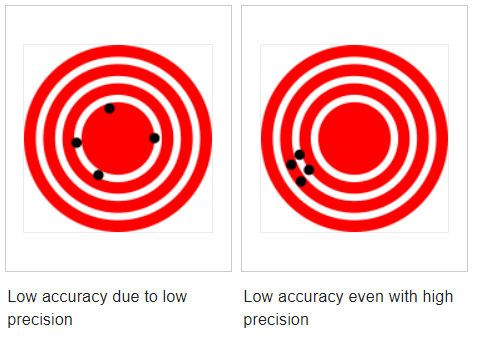 Low accuracy due to low
precision
Low accuracy even with high
precision